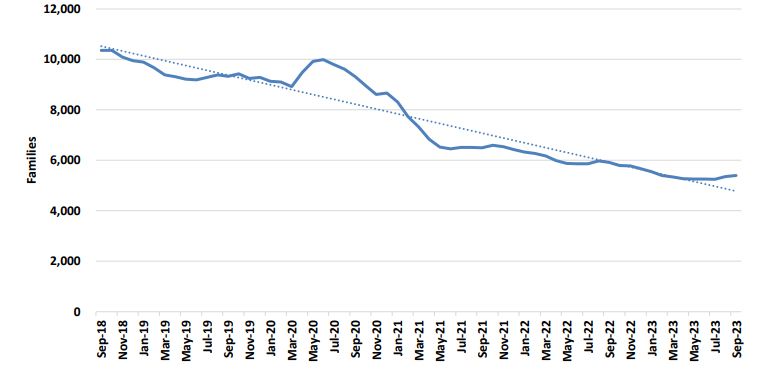 12,000
10,000
8,000
6,000
4,000
2,000
0
Families
Sep-18
Nov-18
Jan-19
Mar-19
May-19
Jul-19
Sep-19
Nov-19
Jan-20
Mar-20
May-20
Jul-20
Sep-20
Nov-20
Jan-21
Mar-21
May-21
Jul-21
Sep-21
Nov-21
Jan-22
Mar-22
May-22
Jul-22
Sep-22
Nov-22
Jan-23
Mar-23
May-23
Jul-23
Sep-23